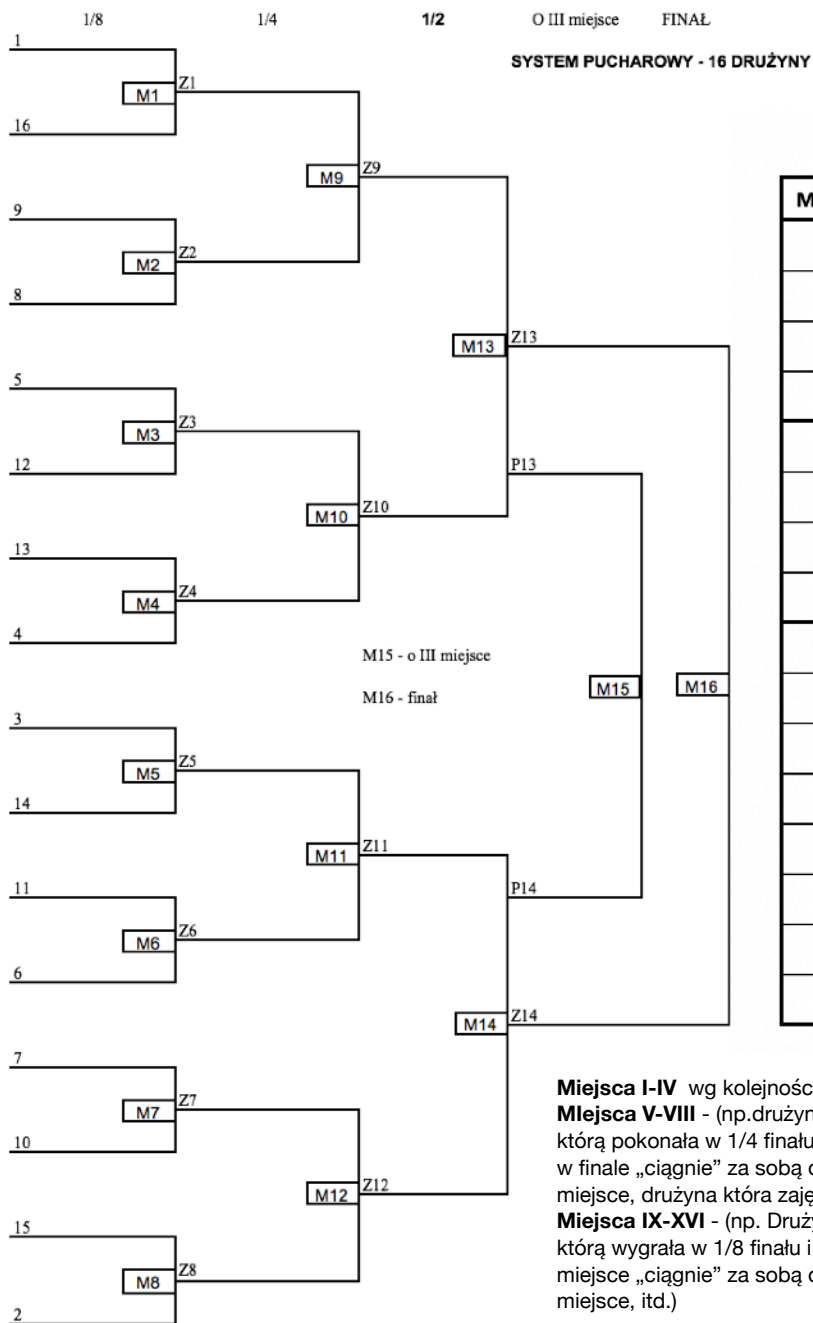 1/8 1/4 1/2 O III miejsce FINAŁ
SYSTEM PUCHAROWY - 16 DRUŻYNY
1
M1 Z1
16
M9 Z9
9
M2 Z2
8
M13 Z13
5
M3 Z3
12
P13
M10 Z10
13
M4 Z4
4
M15 - o III miejsce
M15 M16
M16 - finał
3
M5 Z5
14
M11 Z11
11
P14
M6 Z6
6
M14 Z14
7
M7 Z7
10
M12 Z12
15
M8 Z8
2
M
Miejsca I-IV wg kolejnośc
MIejsca V-VIII - (np.drużyn
którą pokonała w 1/4 finału
w finale „ciągnie” za sobą d
miejsce, drużyna która zaję
Miejsca IX-XVI - (np. Druży
którą wygrała w 1/8 finału i
miejsce „ciągnie” za sobą d
miejsce, itd.)